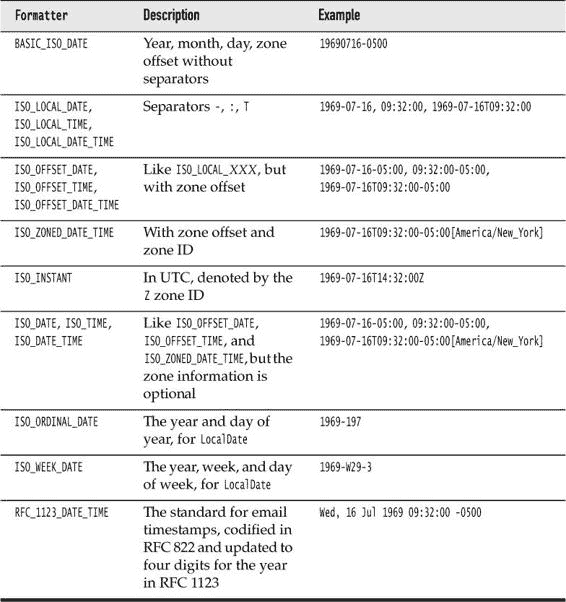 Formatter Description Example
BASIC_ISO_DATE Year, month, day, zone 19690716-0500
offset without
separators
ISO_LOCAL_DATE, Separators -, :, T 1969-07-16, 09:32:00, 1969-07-16T09:32:00
ISO_LOCAL_TIME,
ISO_LOCAL_DATE_TIME
ISO_OFFSET_DATE, Like ISO_LOCAL_XXX, but 1969-07-16-05:00, 09:32:00-05:00,
ISO_OFFSET_TIME, with zone offset 1969-07-16T09:32:00-05:00
ISO_OFFSET_DATE_TIME
ISO_ZONED_DATE_TIME With zone offset and 1969-07-16T09:32:00-05:00[America/New_York]
zone ID
ISO_INSTANT In UTC, denoted by the 1969-07-16T14:32:00Z
Z zone ID
ISO_DATE, ISO_TIME, Like ISO_OFFSET_DATE, 1969-07-16-05:00, 09:32:00-05:00,
ISO_DATE_TIME ISO_OFFSET_TIME, and 1969-07-16T09:32:00-05:00[America/New_York]
ISO_ZONED_DATE_TIME, but the
zone information is
optional
ISO_ORDINAL_DATE The year and day of 1969-197
year, for LocalDate
ISO_WEEK_DATE The year, week, and day 1969-W29-3
of week, for LocalDate
RFC_1123_DATE_TIME The standard for email Wed, 16 Jul 1969 09:32:00 -0500
timestamps, codified in
RFC 822 and updated to
four digits for the year
in RFC 1123